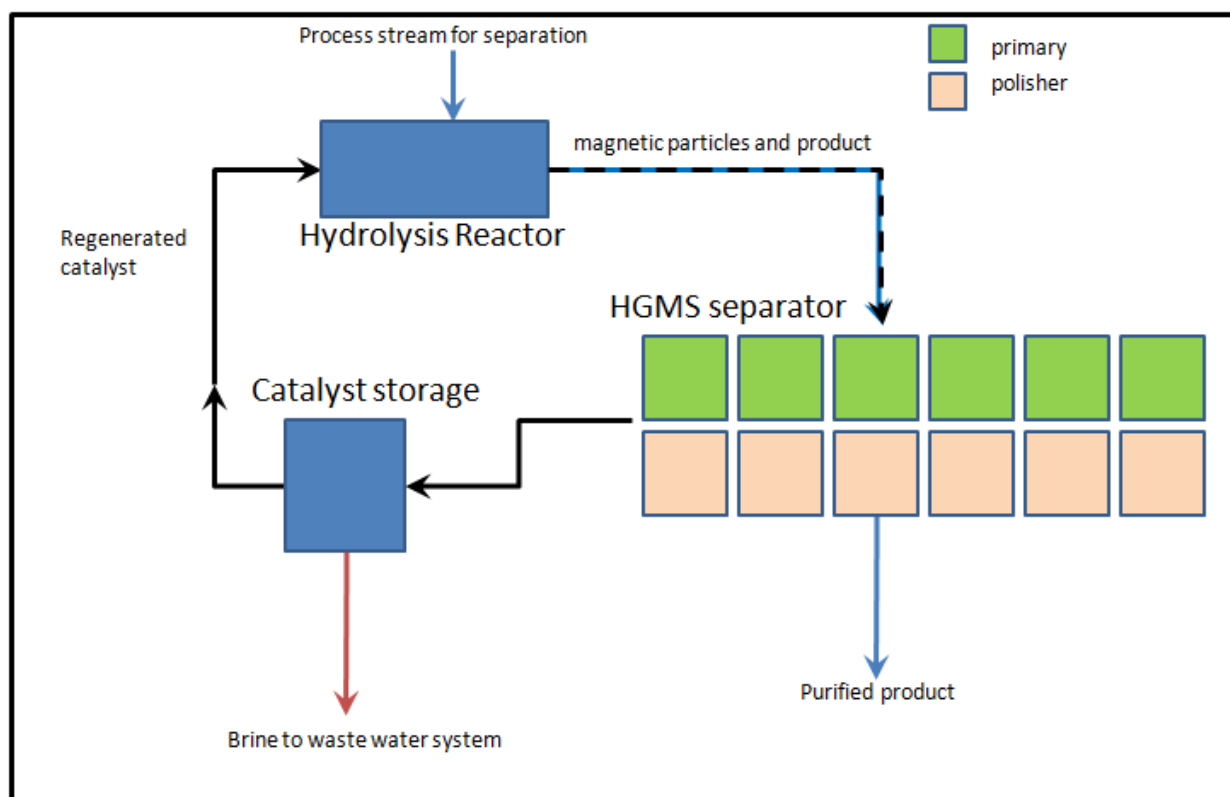 Process stream for separation
primary
polisher
magnetic particles and product
Hydrolysis Reactor
Regenerated
catalyst
HGMS separator
Catalyst storage
Purified product
Brine to waste water system